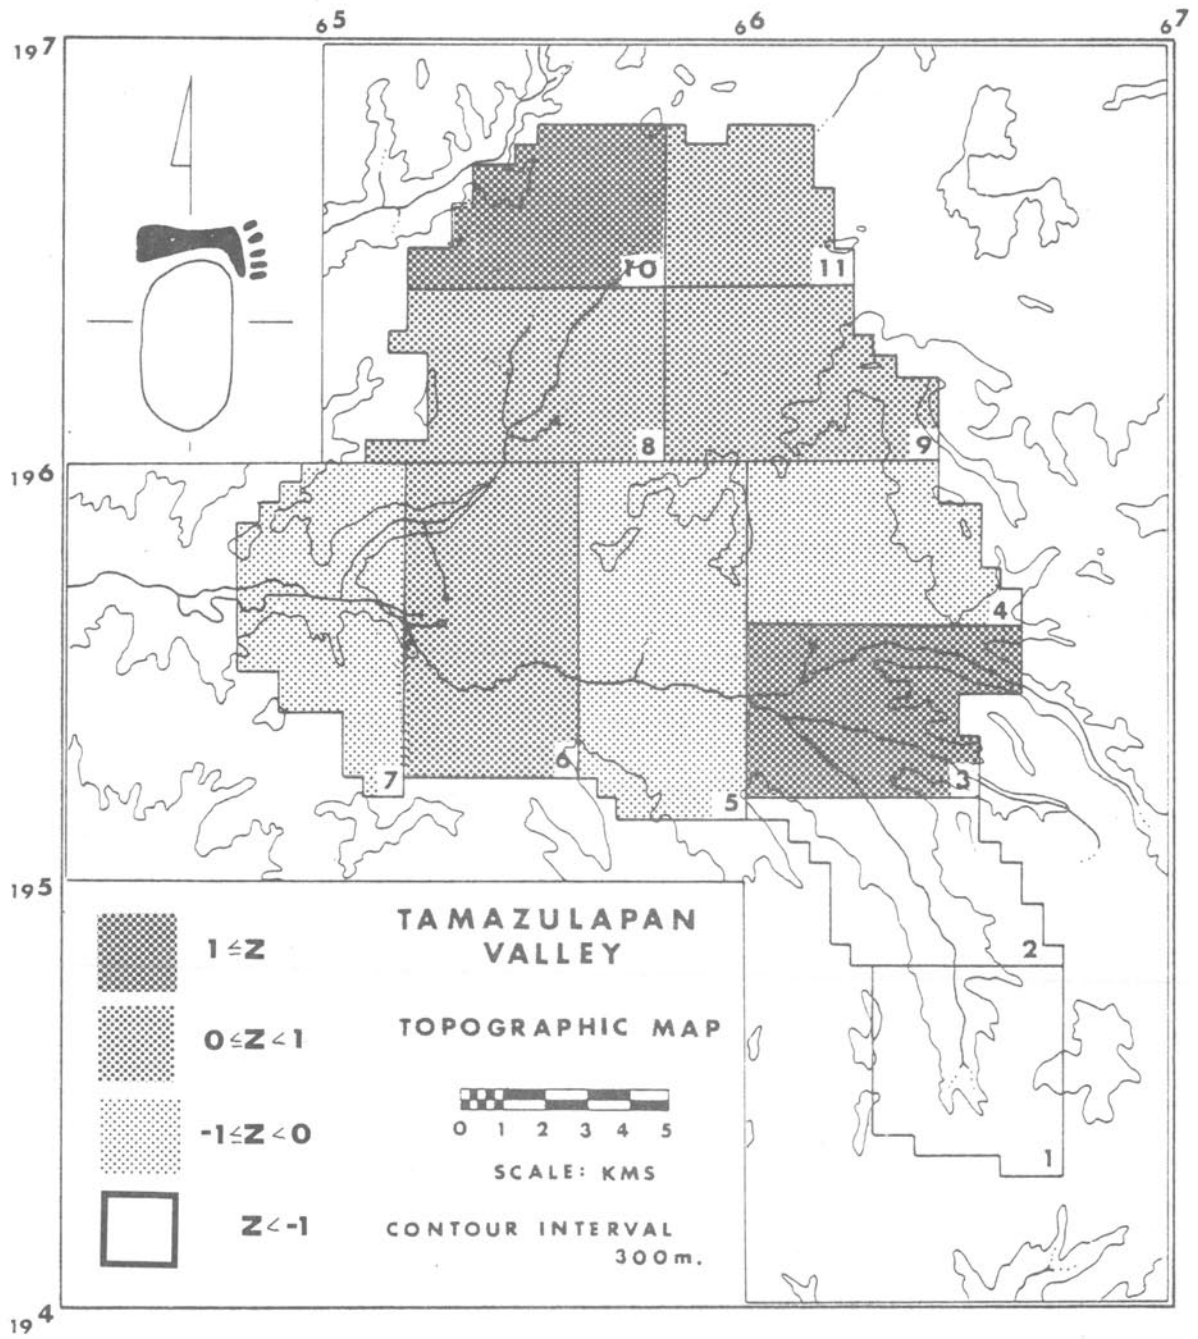 65 66 67
197
10 11
8 9
196
4
7 6 5 3
195
TAMAZULAPAN
VALLEY
1≤Z
2
TOPOGRAPHIC MAP
0≤Z<1
-1≤Z<0
0 1 2 3 4 5
1
SCALE: KMS
Z<-1
CONTOUR INTERVAL
300m.
194